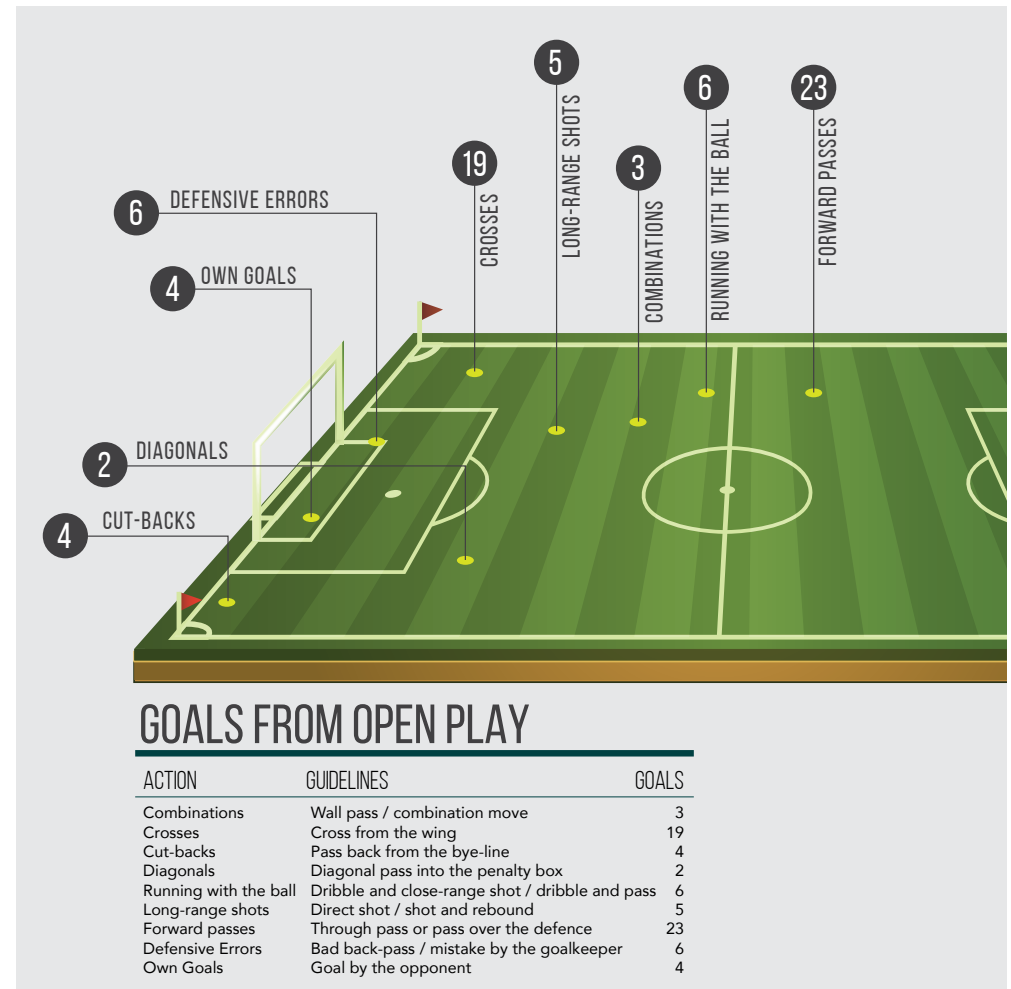 5
LONG-RANGE SHOTS
6
RUNNING WITH THE BALL
23
FORWARD PASSES
19
CROSSES
3
COMBINATIONS
6
DEFENSIVE ERRORS
4
OWN GOALS
2
DIAGONALS
4
CUT-BACKS
GOALS FROM OPEN PLAY
ACTION GUIDELINES GOALS
Combinations Wall pass / combination move 3
Crosses Cross from the wing 19
Cut-backs Pass back from the bye-line 4
Diagonals Diagonal pass into the penalty box 2
Running with the ball Dribble and close-range shot / dribble and pass 6
Long-range shots Direct shot / shot and rebound 5
Forward passes Through pass or pass over the defence 23
Defensive Errors Bad back-pass / mistake by the goalkeeper 6
Own Goals Goal by the opponent 4